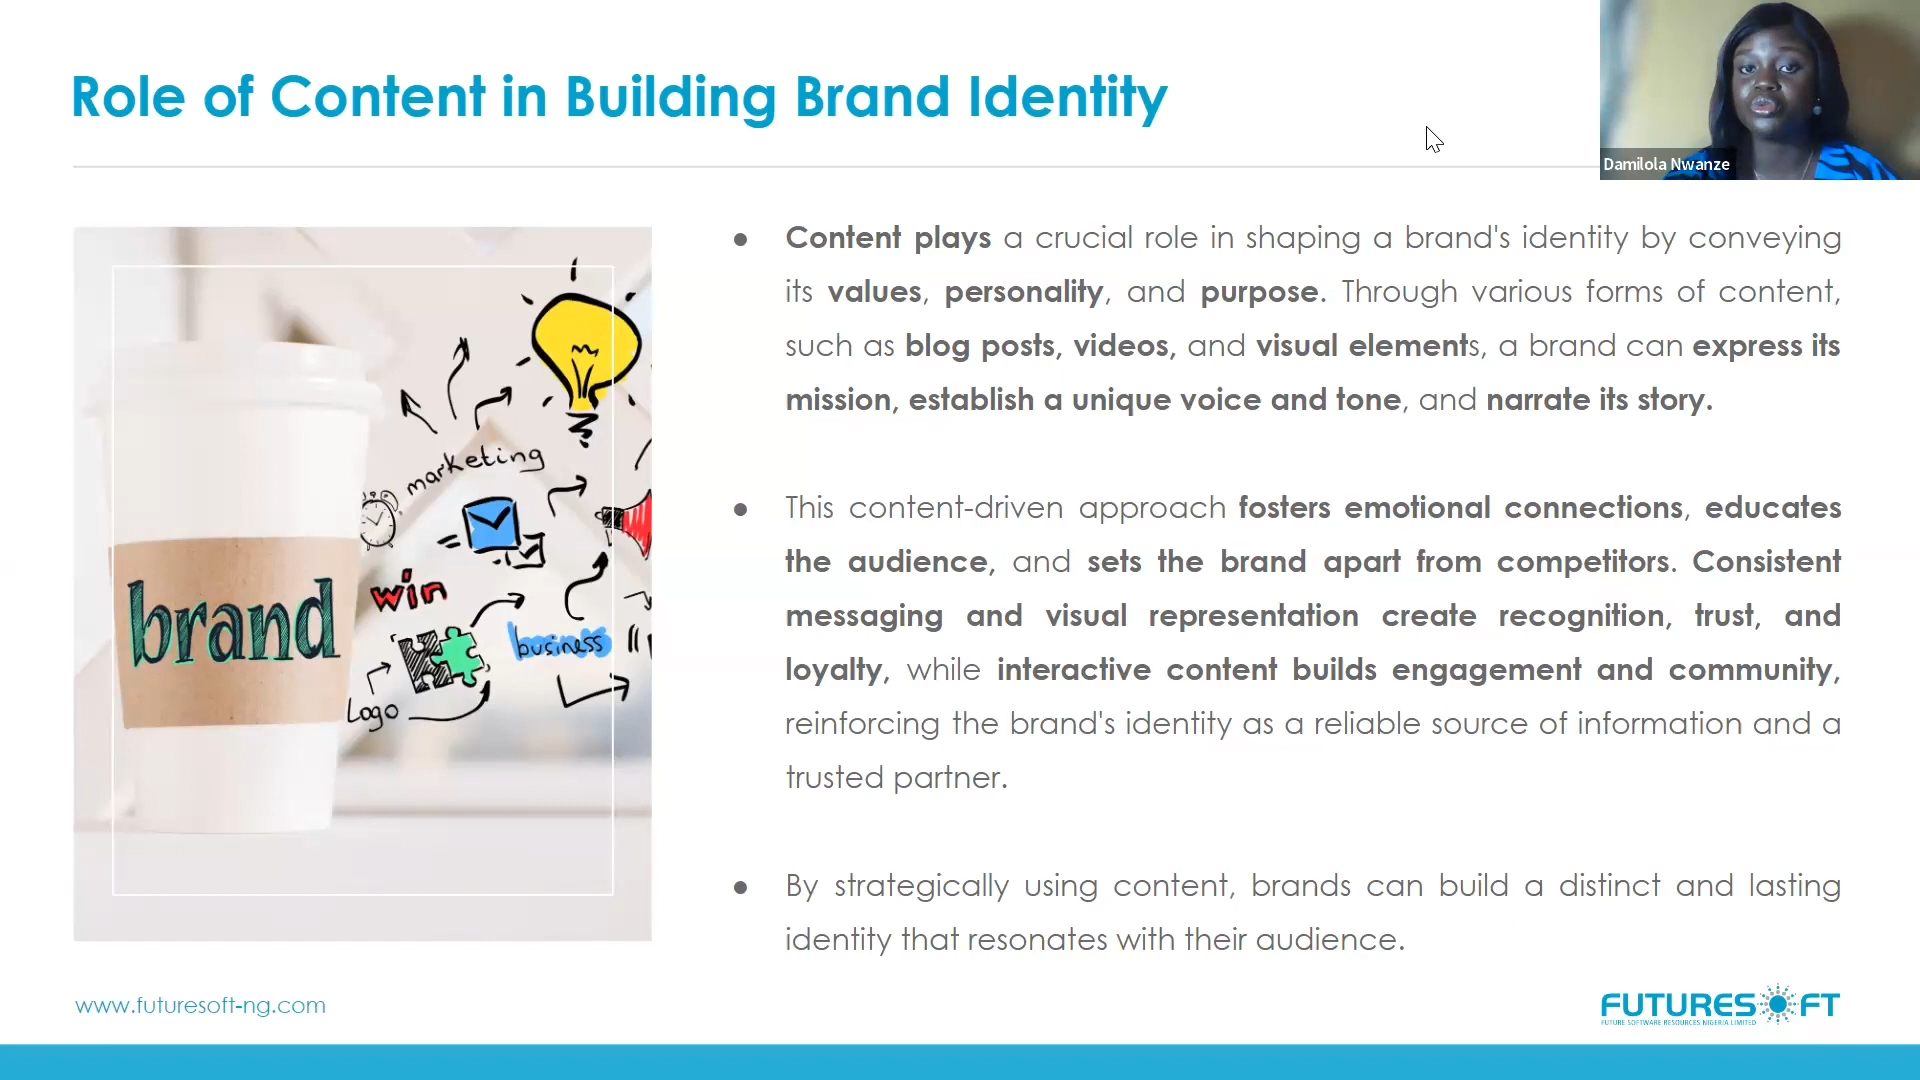 Role of Content in Building Brand Identity
Damilola Nwanze
● Content plays a crucial role in shaping a brand's identity by conveying
its values, personality, and purpose. Through various forms of content,
such as blog posts, videos, and visual elements, a brand can express its
mission, establish a unique voice and tone, and narrate its story.
● This content-driven approach fosters emotional connections, educates
the audience, and sets the brand apart from competitors. Consistent
messaging and visual representation create recognition, trust, and
loyalty, while interactive content builds engagement and community,
reinforcing the brand's identity as a reliable source of information and a
trusted partner.
● By strategically using content, brands can build a distinct and lasting
identity that resonates with their audience.
marketing
win
brand
business
Logo
www.futuresoft-ng.com
FUTURESOFT
FUTURE SOFTWARE RESOURCES NIGERIA LIMITED